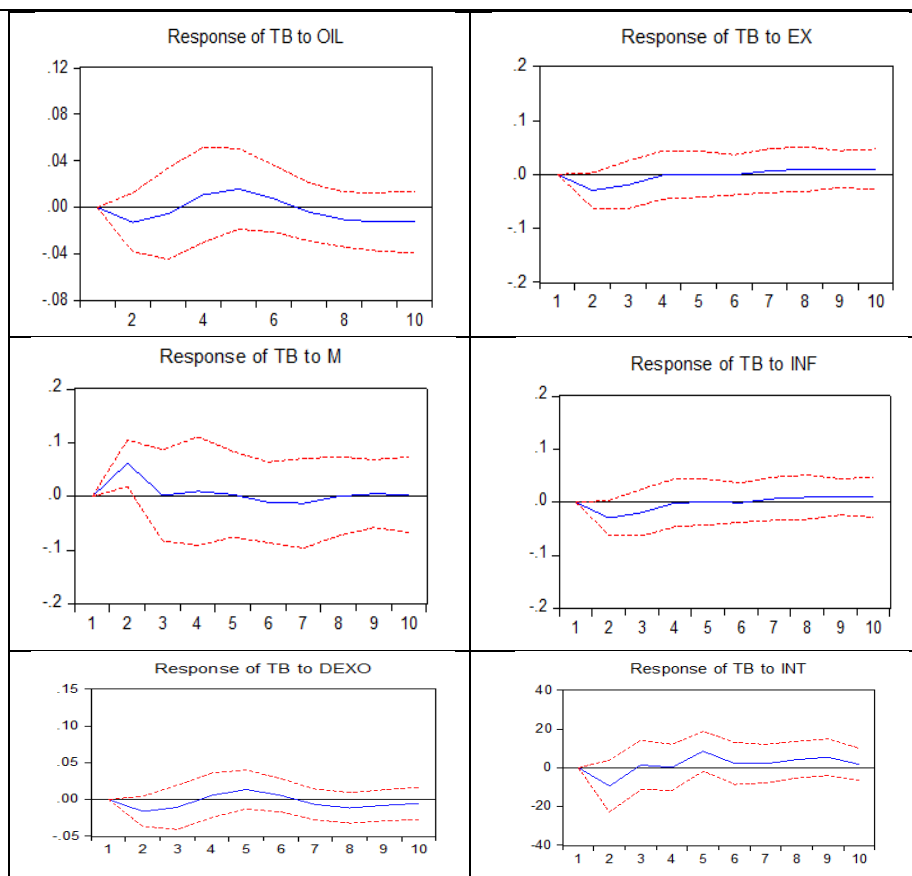 Response of TB to OIL
.12
.08
.04
.00
-.04
-.08
2 4 6 8 10
Response of TB to EX
.2
.1
.0
-.1
-.2
1 2 3 4 5 6 7 8 9 10
Response of TB to M
.2
.1
.0
-.1
-.2
1 2 3 4 5 6 7 8 9 10
Response of TB to INF
.2
.1
.0
-.1
-.2
1 2 3 4 5 6 7 8 9 10
Response of TB to DEXO
.15
.10
.05
.00
-.05
1 2 3 4 5 6 7 8 9 10
Response of TB to INT
40
20
0
-20
-40
1 2 3 4 5 6 7 8 9 10